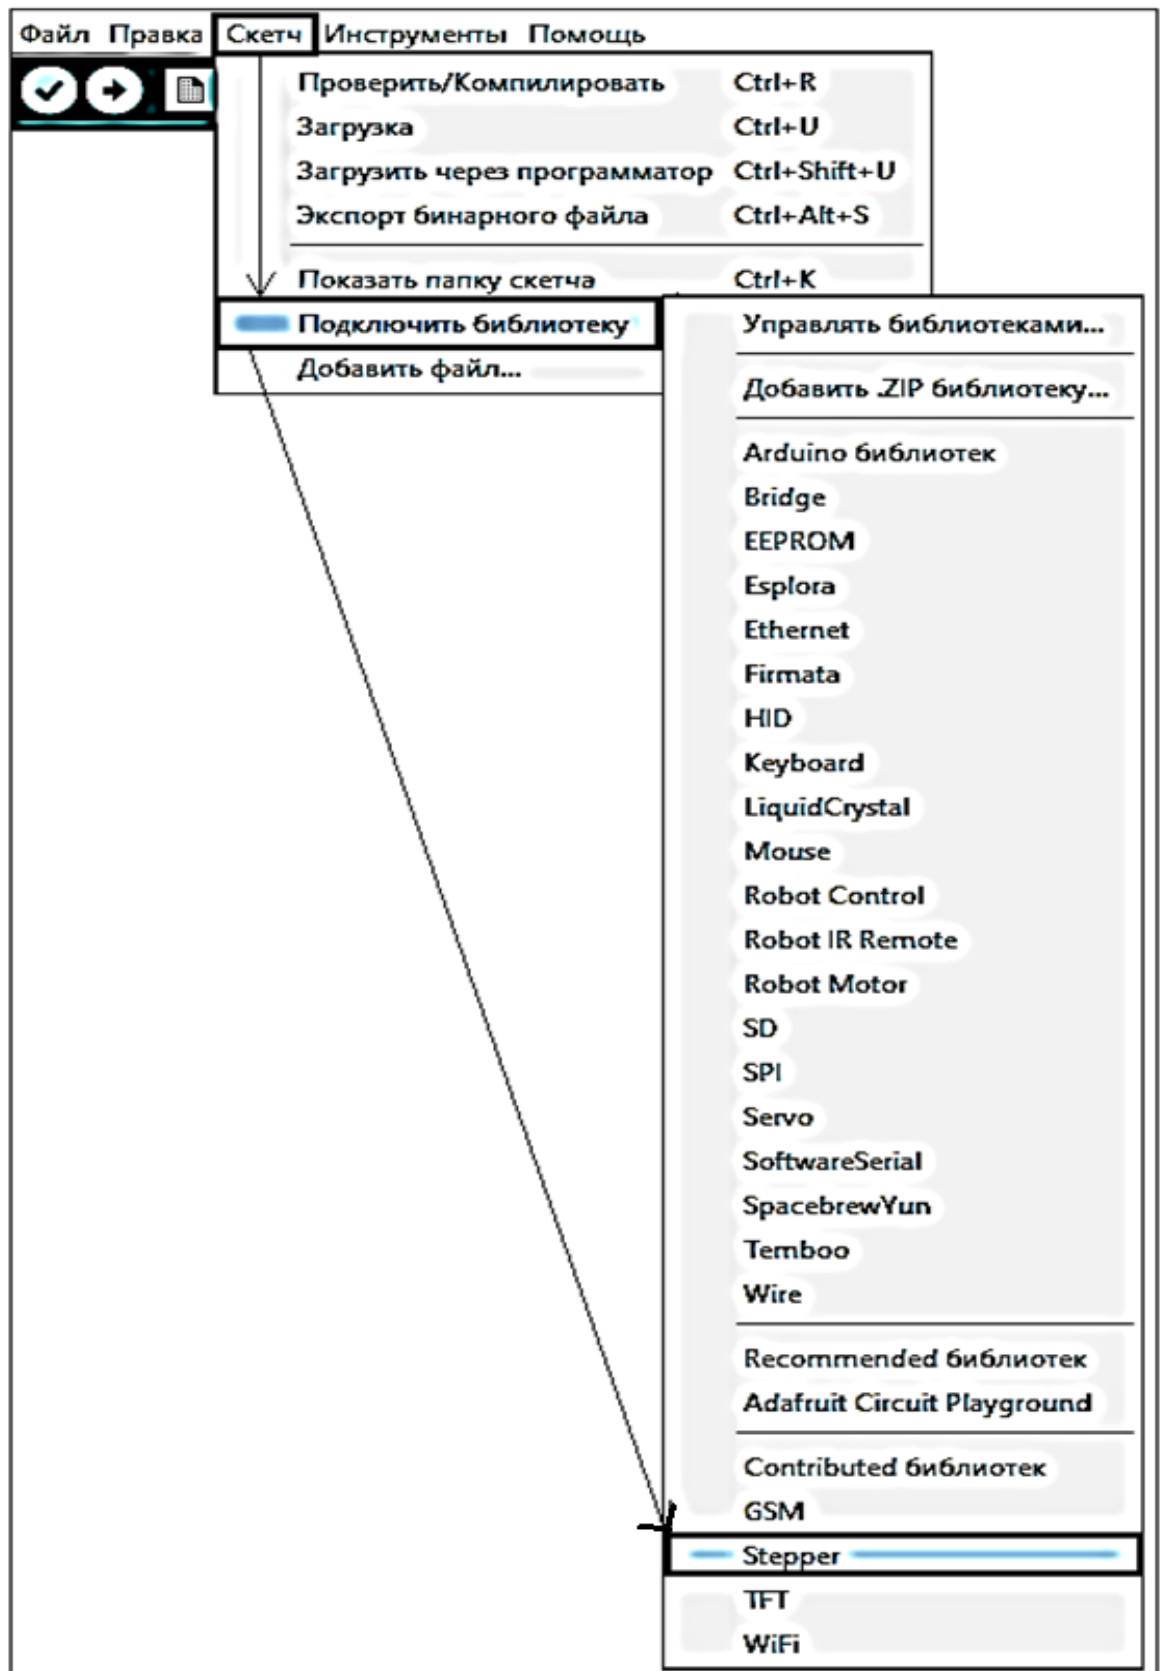 Файл Правка Скетч Инструменты Помощь
Проверить/Компилировать Ctrl+R
Загрузка Ctrl+U
Загрузить через программатор Ctrl+Shift+U
Экспорт бинарного файла Ctrl+Alt+S
Показать папку скетча Ctrl+K
Подключить библиотеку
Добавить файл...
Управлять библиотеками...
Добавить .ZIP библиотеку...
Arduino библиотек
Bridge
EEPROM
Esplora
Ethernet
Firmata
HID
Keyboard
LiquidCrystal
Mouse
Robot Control
Robot IR Remote
Robot Motor
SD
SPI
Servo
SoftwareSerial
SpacebrewYun
Temboo
Wire
Recommended библиотек
Adafruit Circuit Playground
Contributed библиотек
GSM
Stepper
TFT
WiFi